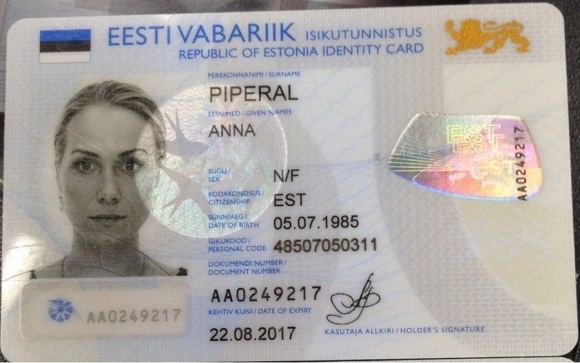 EESTI VABARIIK ISIKUTUNNISTUS
REPUBLIC OF ESTONIA IDENTITY CARD
PEREKONNANIMI / SURNAME
PIPERAL
EESNIMED / GIVEN NAMES
ANNA
SUGU / SEX
N/F
KODAKONDSUS / CITIZENSHIP
EST
SÜNNIAEG / DATE OF BIRTH
05.07.1985
ISIKUKOOD / PERSONAL CODE
48507050311
DOKUMENDI NUMBER / DOCUMENT NUMBER
AA0249217
KEHTIV KUNI / DATE OF EXPIRY
22.08.2017
KASUTAJA ALLKIRI / HOLDER'S SIGNATURE
AA0249217
EST
AA0249217